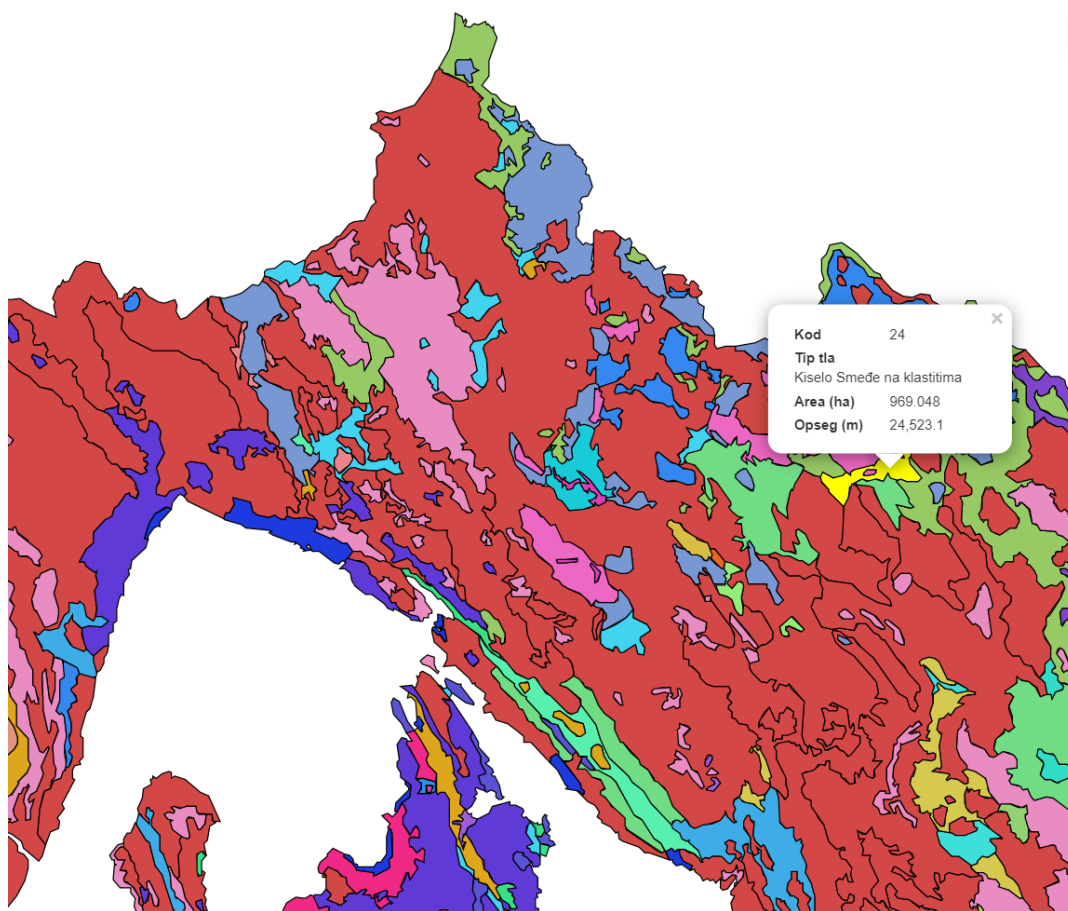 ×
Kod 24
Tip tla
Kiselo Smeđe na klastitima
Area (ha) 969.048
Opseg (m) 24,523.1